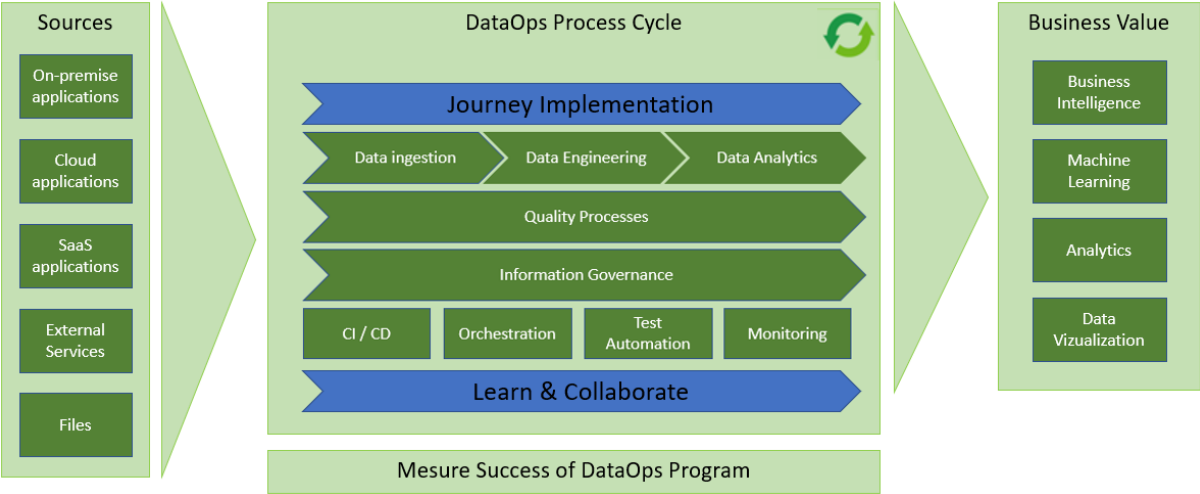 Sources
On-premise
applications
Cloud
applications
SaaS
applications
External
Services
Files
DataOps Process Cycle
Journey Implementation
Data ingestion
Data Engineering
Data Analytics
Quality Processes
Information Governance
CI / CD
Orchestration
Test
Automation
Monitoring
Learn & Collaborate
Mesure Success of DataOps Program
Business Value
Business
Intelligence
Machine
Learning
Analytics
Data
Vizualization